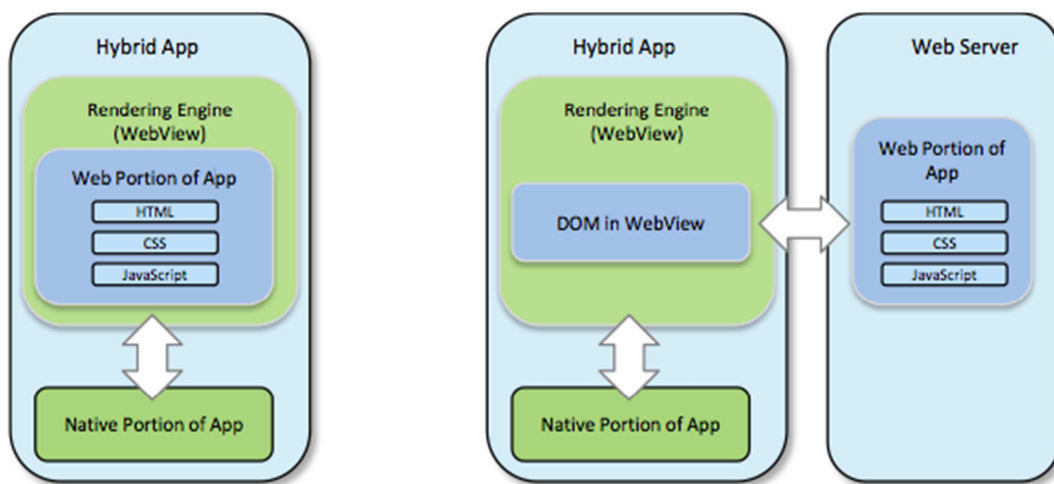 Hybrid App
Rendering Engine
(WebView)
Web Portion of App
HTML
CSS
JavaScript
Native Portion of App
Hybrid App
Rendering Engine
(WebView)
DOM in WebView
Native Portion of App
Web Server
Web Portion of
App
HTML
CSS
JavaScript